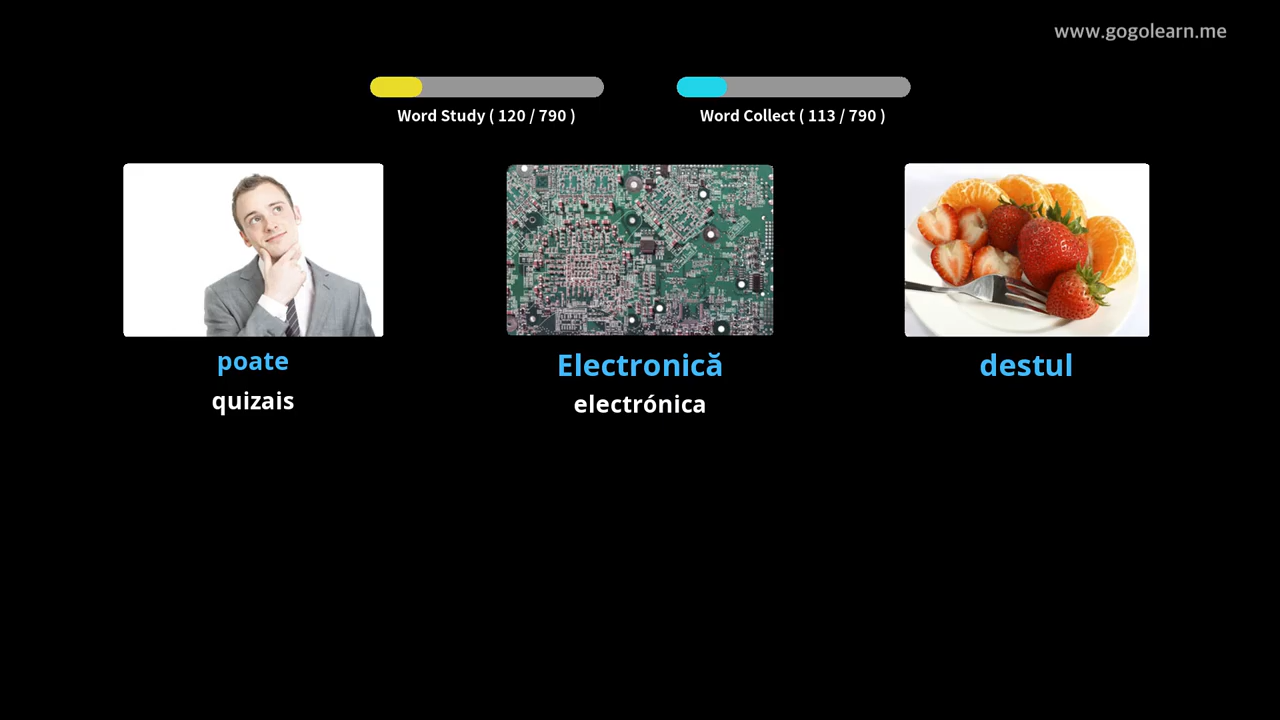 www.gogolearn.me
Word Study ( 120 / 790 )
Word Collect ( 113 / 790 )
poate
quizais
Electronică
electrónica
destul